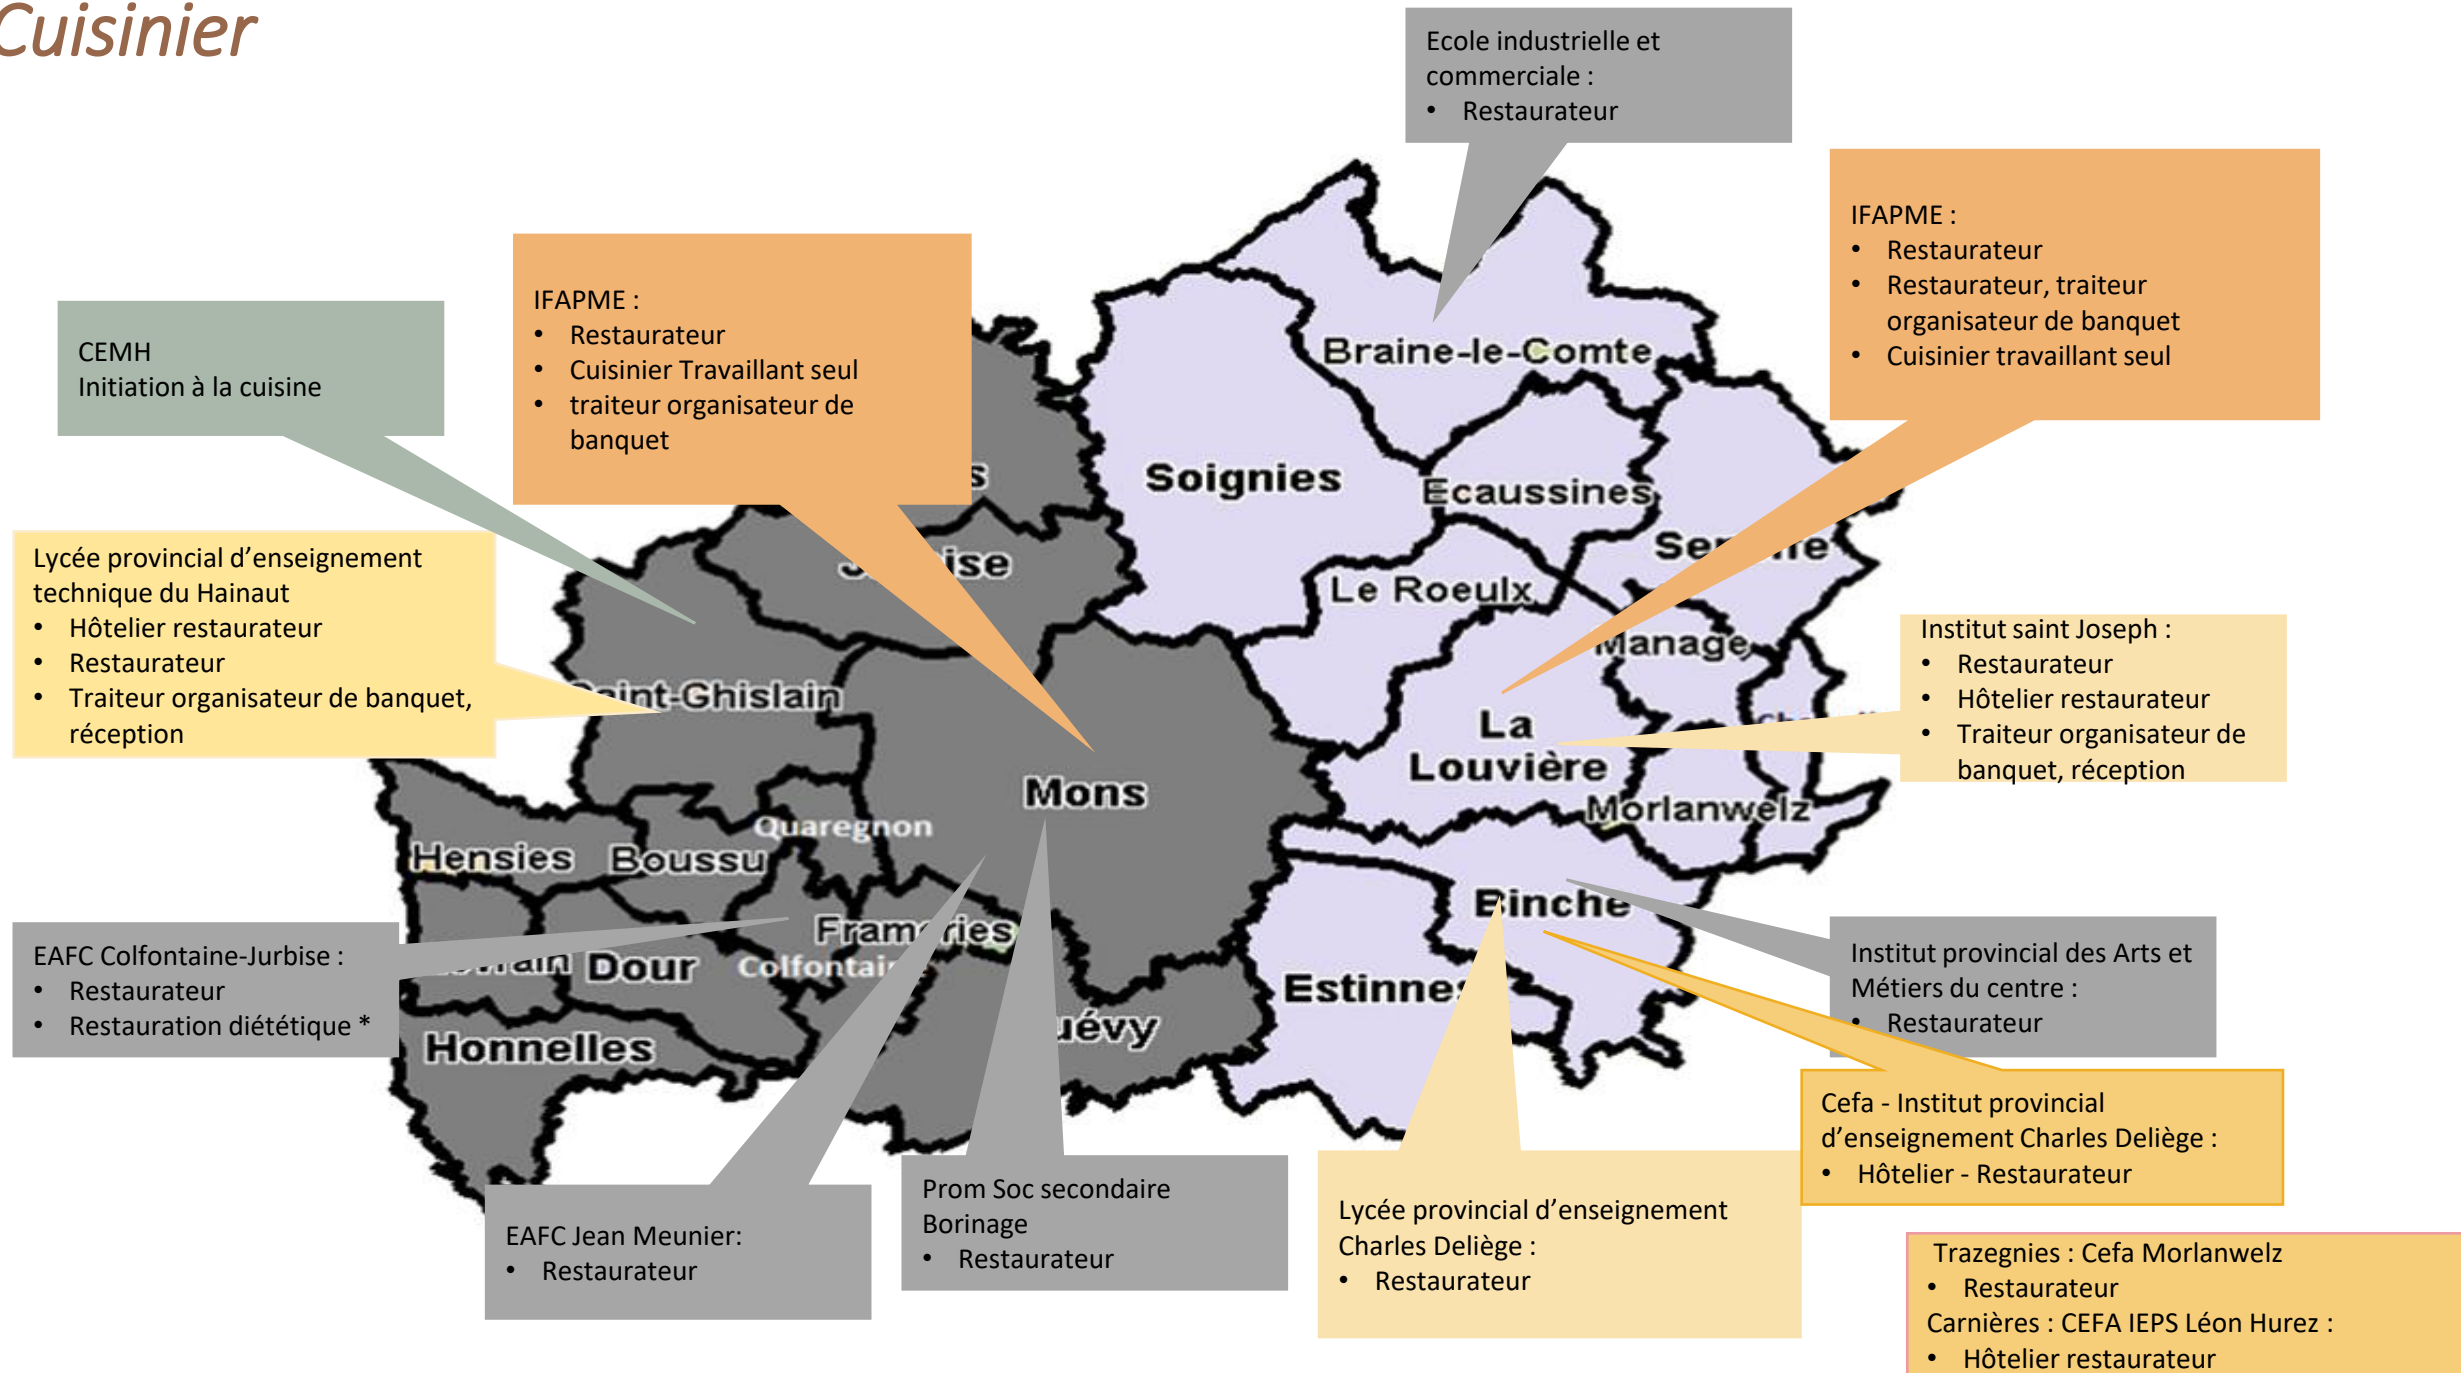 Cuisinier
Ecole industrielle et
commerciale :
• Restaurateur
IFAPME :
• Restaurateur
• Restaurateur, traiteur
organisateur de banquet
• Cuisinier travaillant seul
IFAPME :
• Restaurateur
• Cuisinier Travaillant seul
• traiteur organisateur de
banquet
CEMH
Initiation à la cuisine
Lycée provincial d’enseignement
technique du Hainaut
• Hôtelier restaurateur
• Restaurateur
• Traiteur organisateur de banquet,
réception
Institut saint Joseph :
• Restaurateur
• Hôtelier restaurateur
• Traiteur organisateur de
banquet, réception
Braine-le-Comte
Soignies
Ecaussines
Le Roeulx
Manage
-Ghislain
La
Louvière
Mons
Morlanwelz
Quaregnon
Hensies
Boussu
Binche
Frameries
Dour
Colfontaine
Estinnes
Honnelles
EAFC Colfontaine-Jurbise :
• Restaurateur
• Restauration diététique *
Institut provincial des Arts et
Métiers du centre :
• Restaurateur
Cefa - Institut provincial
d’enseignement Charles Deliège :
• Hôtelier - Restaurateur
EAFC Jean Meunier:
• Restaurateur
Prom Soc secondaire
Borinage
• Restaurateur
Lycée provincial d’enseignement
Charles Deliège :
• Restaurateur
Trazegnies : Cefa Morlanwelz
• Restaurateur
Carnières : CEFA IEPS Léon Hurez :
• Hôtelier restaurateur